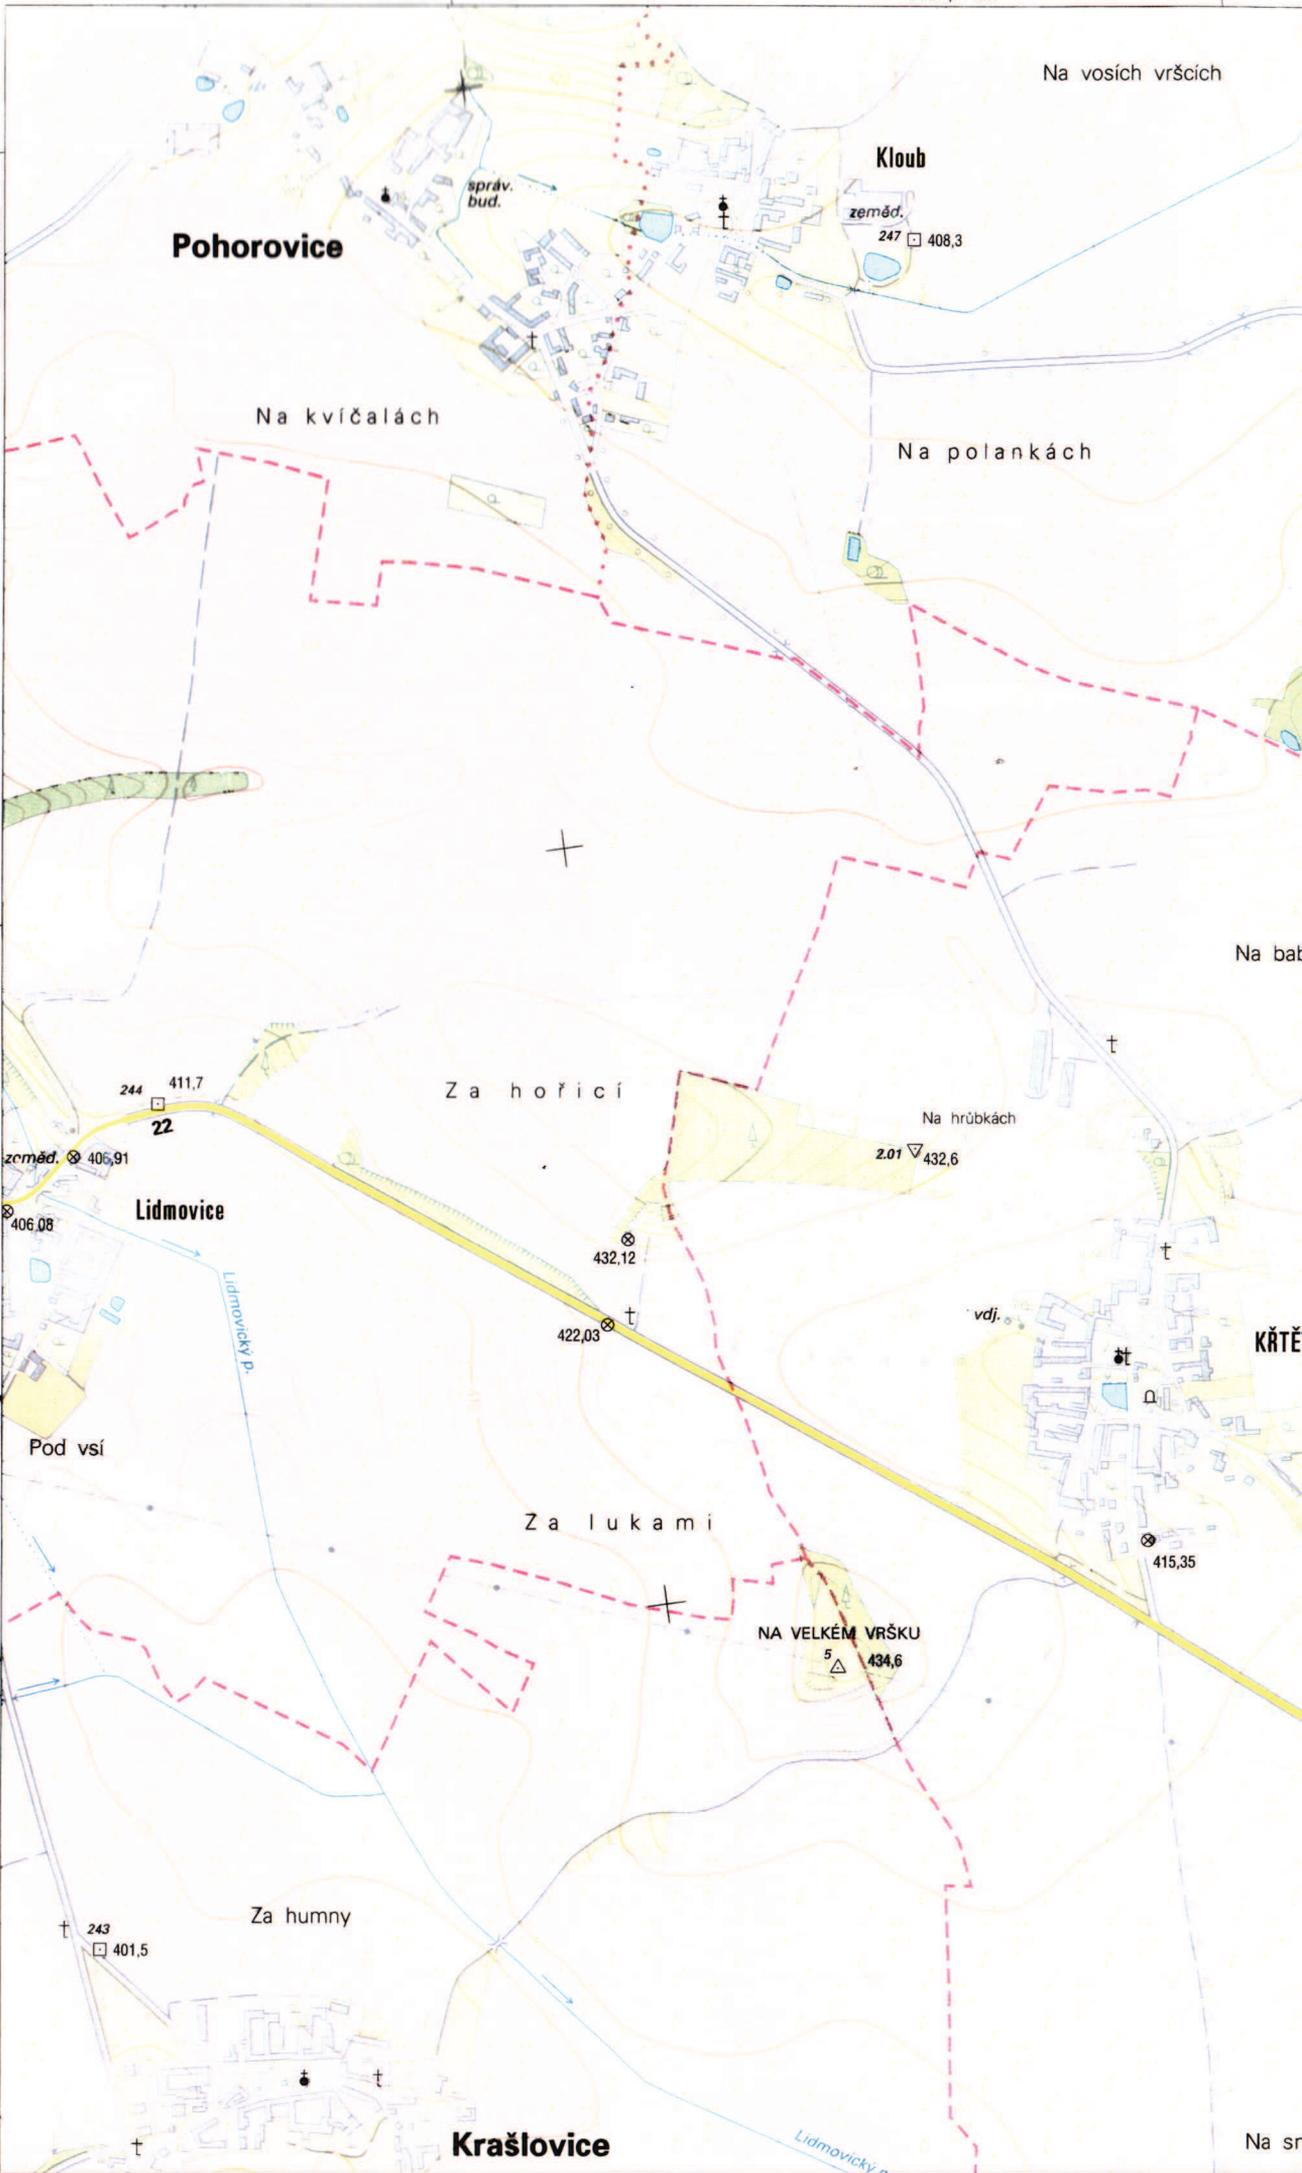 Na vosích vršcích
Kloub
správ.
bud.
zeměd.
247 408,3
Pohorovice
Na kvíčalách
Na polankách
Na bab
244 411,7
22
Za hořicí
Na hrůbkách
2.01 432,6
zeměd. 406,91
Lidmovice
406,08
432,12
Lidmovický p.
vdj.
422,03
KŘTĚ
Pod vsí
Za lukami
415,35
NA VELKÉM VRŠKU
5 434,6
Za humny
243
401,5
Krašlovice
Lidmovický p
Na sm